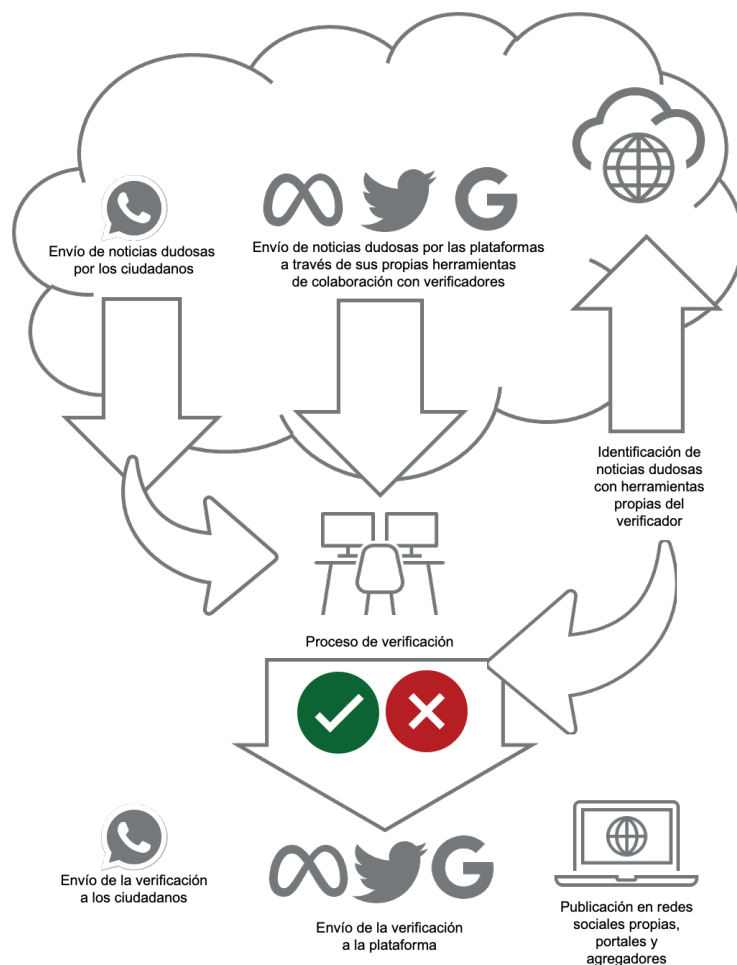 Envío de noticias dudosas
por los ciudadanos
Envío de noticias dudosas por las plataformas
a través de sus propias herramientas
de colaboración con verificadores
Identificación de
noticias dudosas
con herramientas
propias del
verificador
Proceso de verificación
Envío de la verificación
a los ciudadanos
Envío de la verificación
a la plataforma
Publicación en redes
sociales propias,
portales y
agregadores